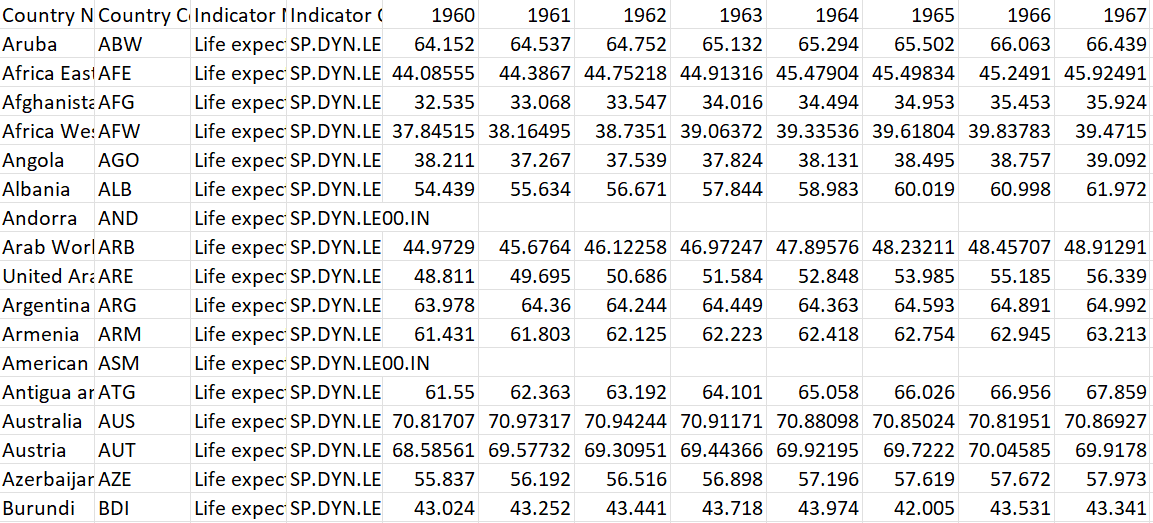 Country N Country C Indicator Indicator 1960 1961 1962 1963 1964 1965 1966 1967
Aruba ABW Life expec SP.DYN.LE 64.152 64.537 64.752 65.132 65.294 65.502 66.063 66.439
Africa East AFE Life expec SP.DYN.LE 44.08555 44.3867 44.75218 44.91316 45.47904 45.49834 45.2491 45.92491
Afghanista AFG Life expec SP.DYN.LE 32.535 33.068 33.547 34.016 34.494 34.953 35.453 35.924
Africa Wes AFW Life expec SP.DYN.LE 37.84515 38.16495 38.7351 39.06372 39.33536 39.61804 39.83783 39.4715
Angola AGO Life expec SP.DYN.LE 38.211 37.267 37.539 37.824 38.131 38.495 38.757 39.092
Albania ALB Life expec SP.DYN.LE 54.439 55.634 56.671 57.844 58.983 60.019 60.998 61.972
Andorra AND Life expec SP.DYN.LE00.IN
Arab Worl ARB Life expec SP.DYN.LE 44.9729 45.6764 46.12258 46.97247 47.89576 48.23211 48.45707 48.91291
United Ara ARE Life expec SP.DYN.LE 48.811 49.695 50.686 51.584 52.848 53.985 55.185 56.339
Argentina ARG Life expec SP.DYN.LE 63.978 64.36 64.244 64.449 64.363 64.593 64.891 64.992
Armenia ARM Life expec SP.DYN.LE 61.431 61.803 62.125 62.223 62.418 62.754 62.945 63.213
American ASM Life expec SP.DYN.LE00.IN
Antigua ar ATG Life expec SP.DYN.LE 61.55 62.363 63.192 64.101 65.058 66.026 66.956 67.859
Australia AUS Life expec SP.DYN.LE 70.81707 70.97317 70.94244 70.91171 70.88098 70.85024 70.81951 70.86927
Austria AUT Life expec SP.DYN.LE 68.58561 69.57732 69.30951 69.44366 69.92195 69.7222 70.04585 69.9178
Azerbaijar AZE Life expec SP.DYN.LE 55.837 56.192 56.516 56.898 57.196 57.619 57.672 57.973
Burundi BDI Life expec SP.DYN.LE 43.024 43.252 43.441 43.718 43.974 42.005 43.531 43.341